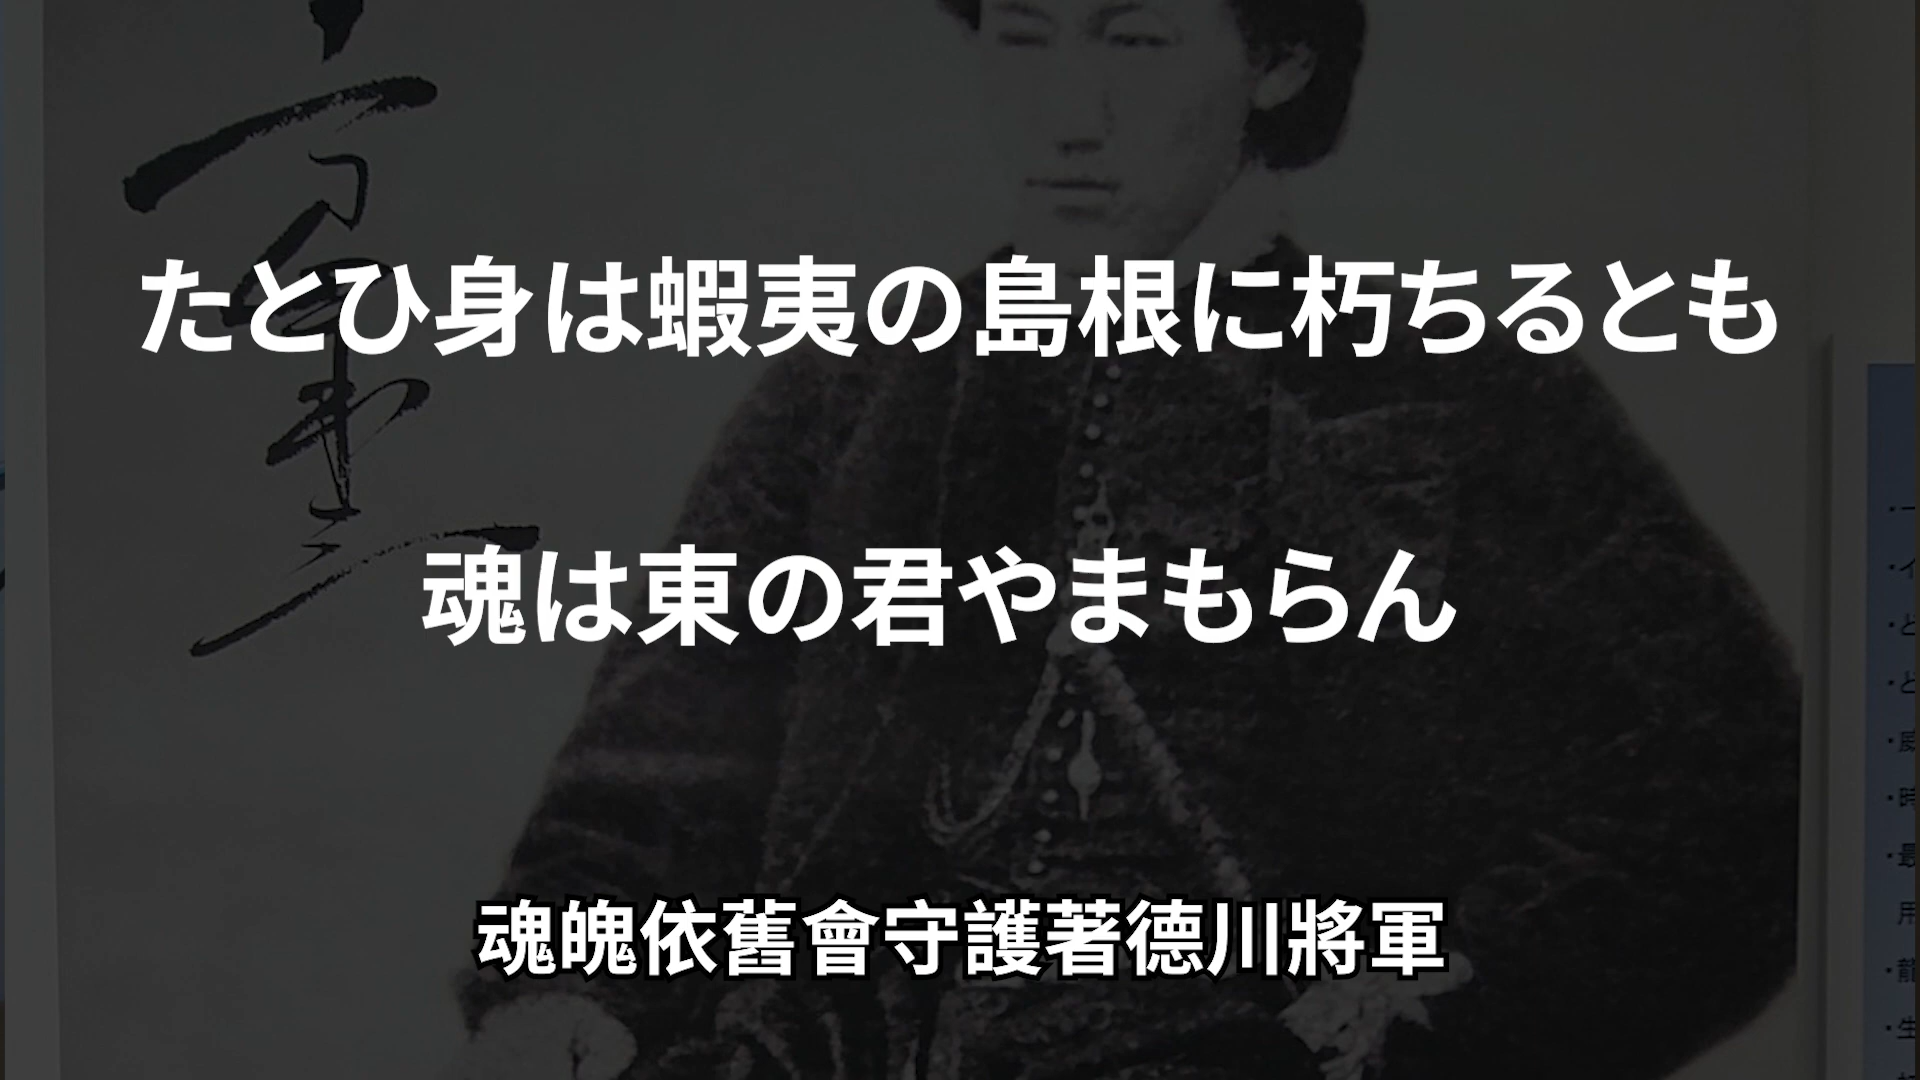 たとひ身は蝦夷の島根に朽ちるとも
魂は東の君やまもらん
魂魄依舊會守護著德川將軍